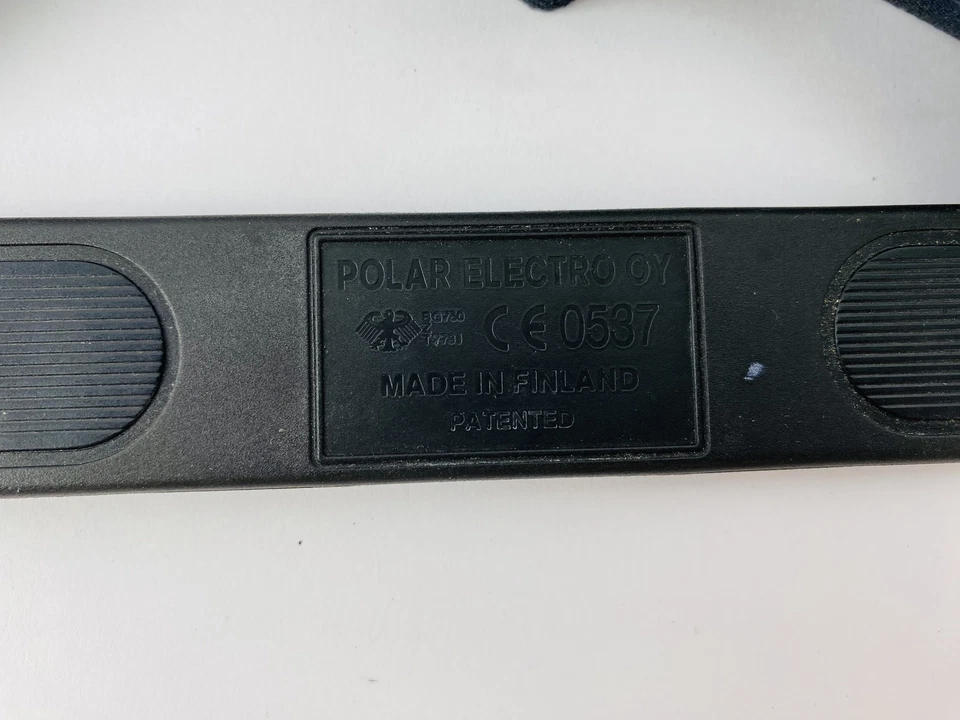 POLAR ELECTRO OY
Z
CE 0537
MADE IN FINLAND
PATENTED